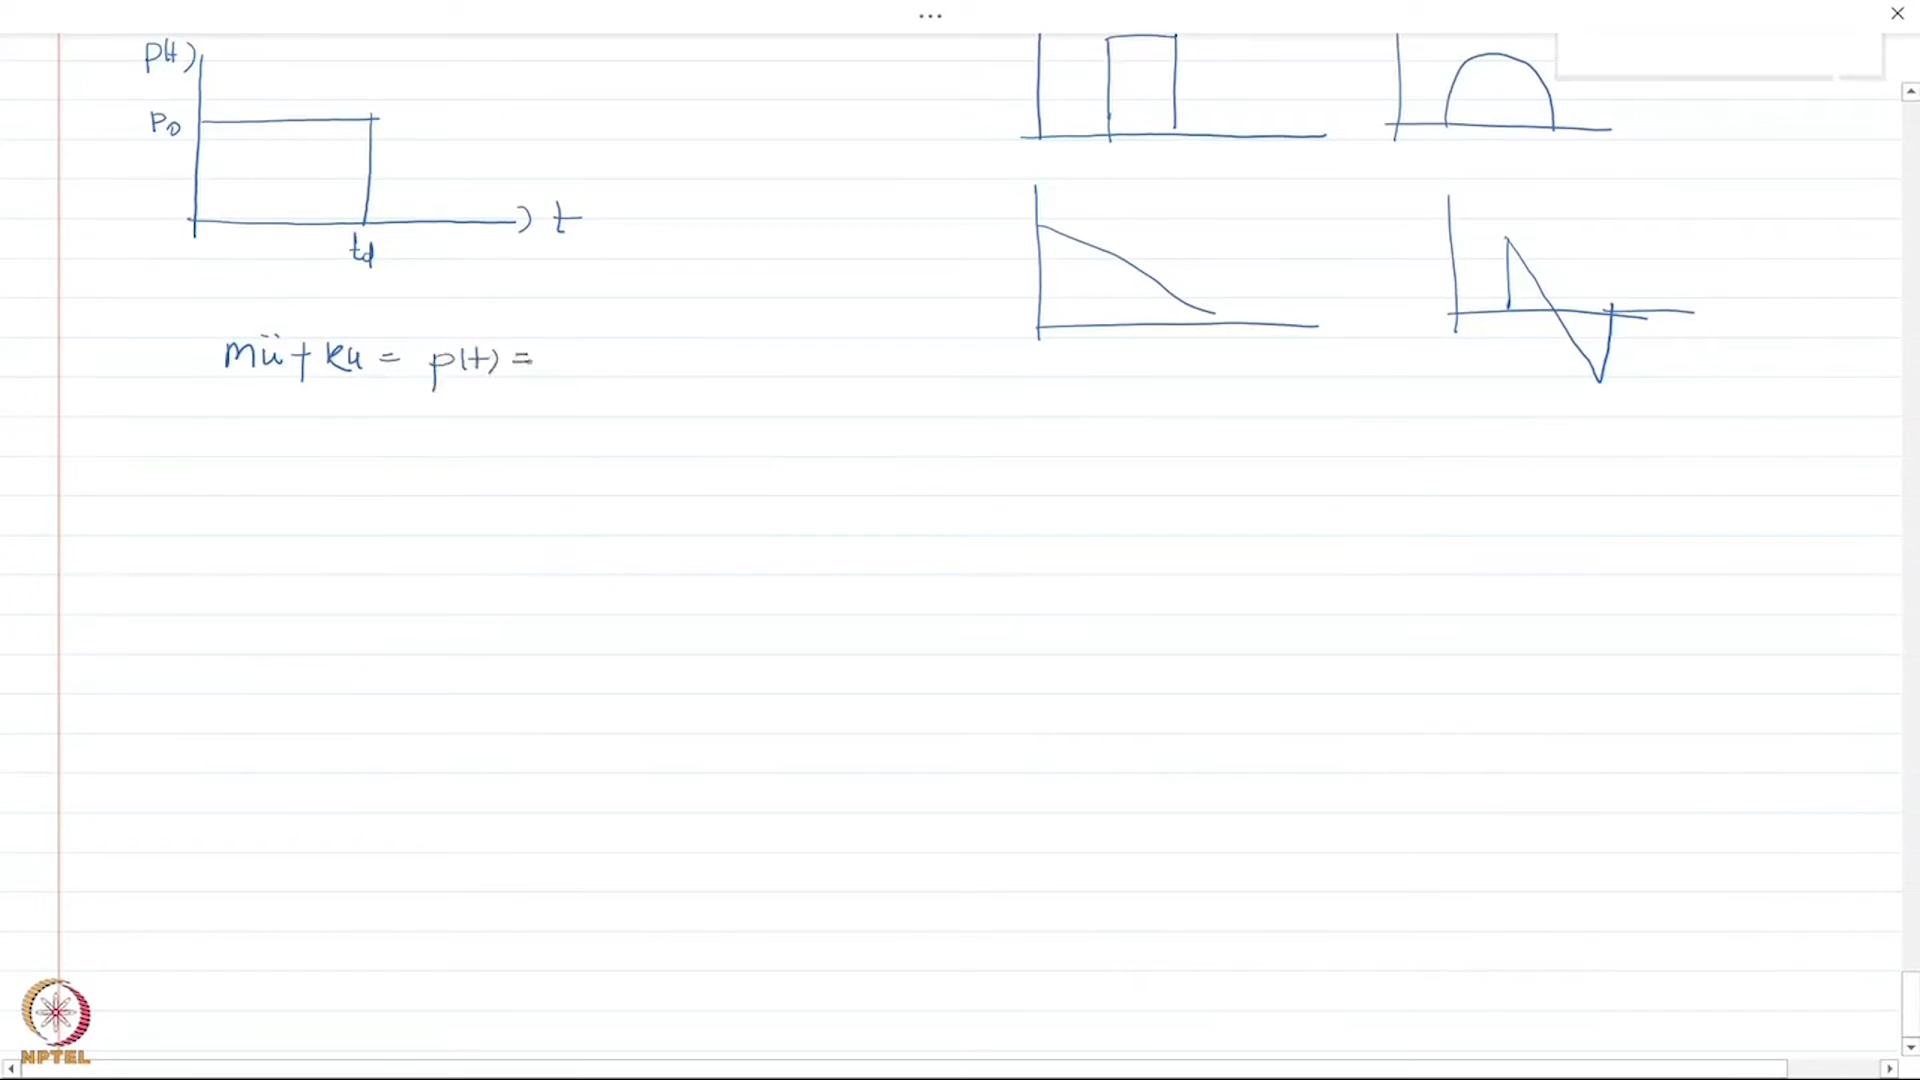 ...
p(t)
p₀
t
td
mü + ku = p(t) =
NPTEL